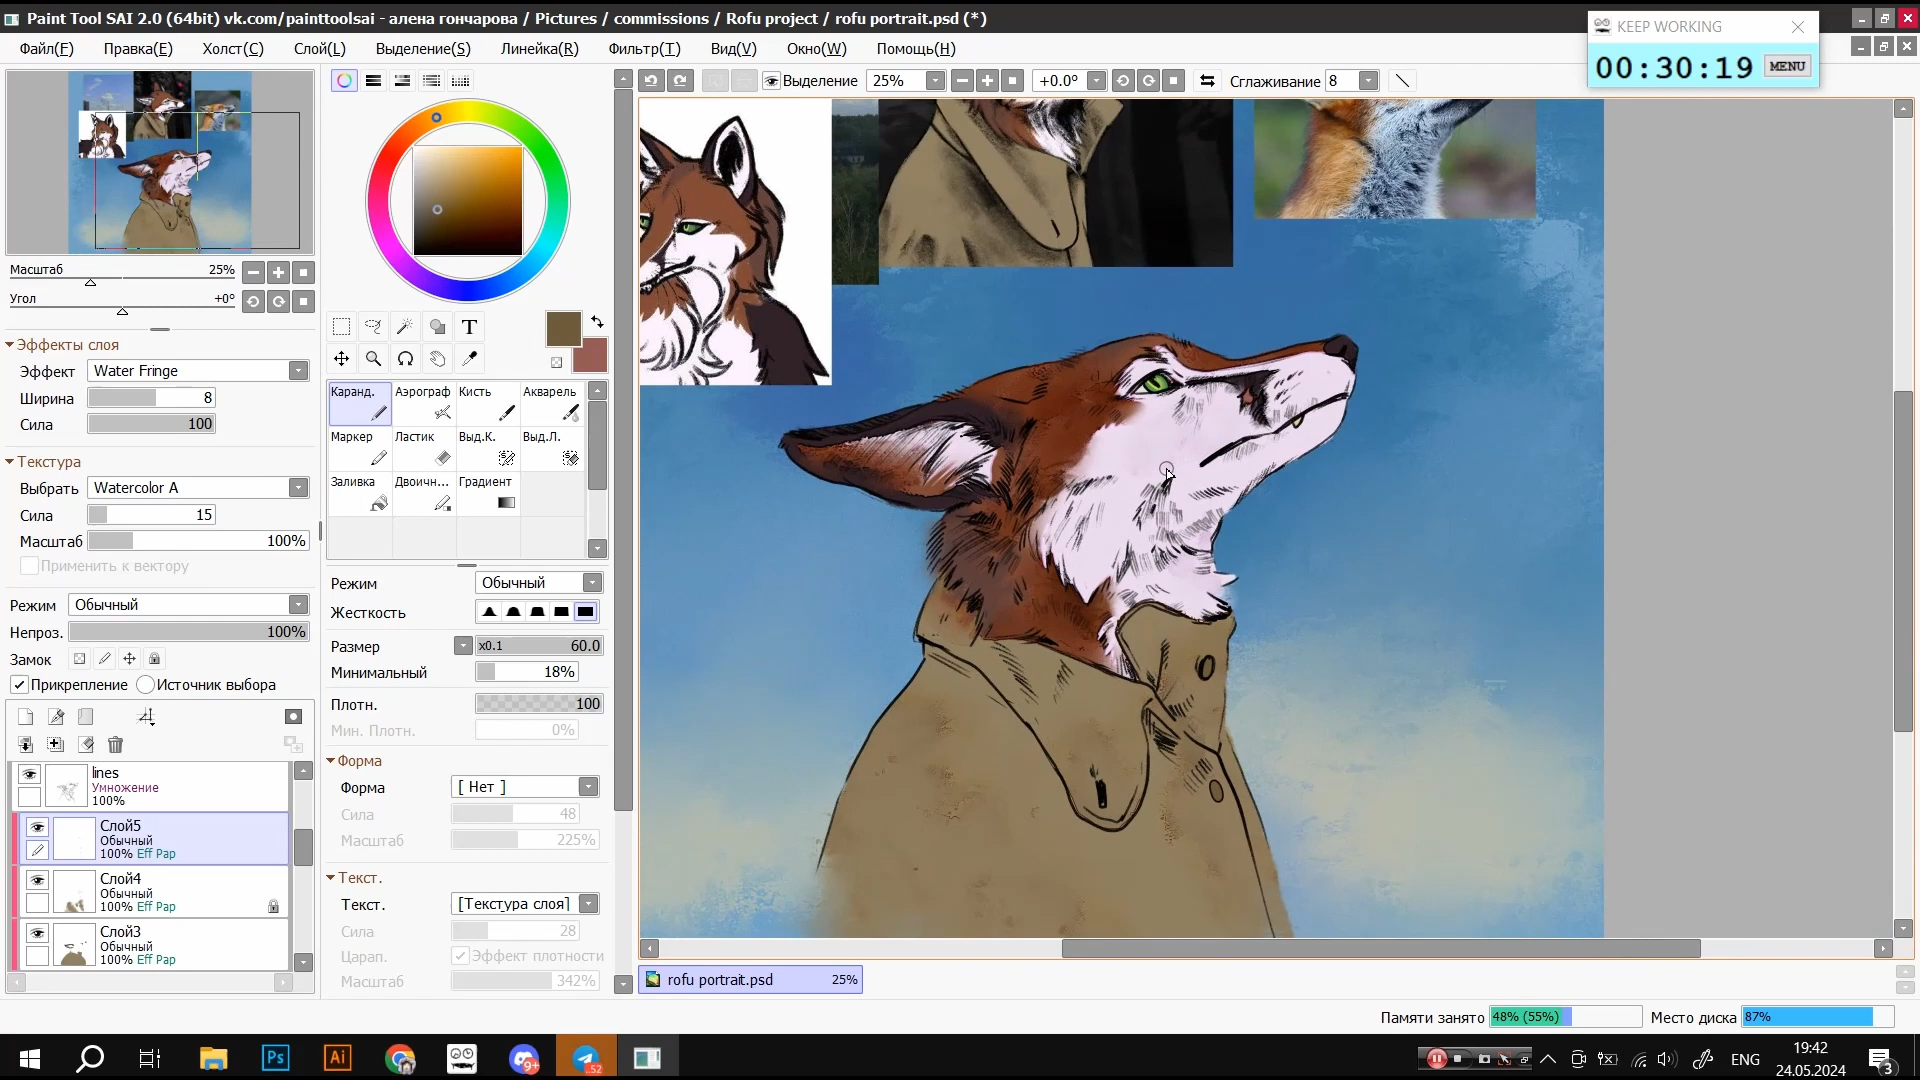 Paint Tool SAI 2.0 (64bit) vk.com/painttoolsai - алена гончарова / Pictures / commissions / Rofu project / rofu portrait.psd (*)
KEEP WORKING
00:30:19 MENU
Файл(F) Правка(E) Холст(C) Слой(L) Выделение(S) Линейка(R) Фильтр(T) Вид(V) Окно(W) Помощь(H)
Выделение 25% +0.0° Сглаживание 8
Масштаб 25%
Угол +0°
Эффекты слоя
Эффект Water Fringe
Ширина 8
Сила 100
Текстура
Выбрать Watercolor A
Сила 15
Масштаб 100%
Применить к вектору
Режим Обычный
Непроз. 100%
Замок
Прикрепление Источник выбора
lines
Умножение
100%
Слой5
Обычный
100% Eff Pap
Слой4
Обычный
100% Eff Pap
Слой3
Обычный
100% Eff Pap
T
Каранд. Аэрограф Кисть Акварель
Маркер Ластик Выд.К. Выд.Л.
Заливка Двоичн... Градиент
Режим Обычный
Жесткость
Размер x0.1 60.0
Минимальный 18%
Плотн. 100
Мин. Плотн. 0%
Форма
Форма [ Нет ]
Сила 48
Масштаб 225%
Текст.
Текст. [Текстура слоя]
Сила 28
Царап. Эффект плотности
Масштаб 342%
rofu portrait.psd 25%
Памяти занято 48% (55%) Место диска 87%
Ps Ai 9+ 52 ENG 19:42
24.05.2024 3